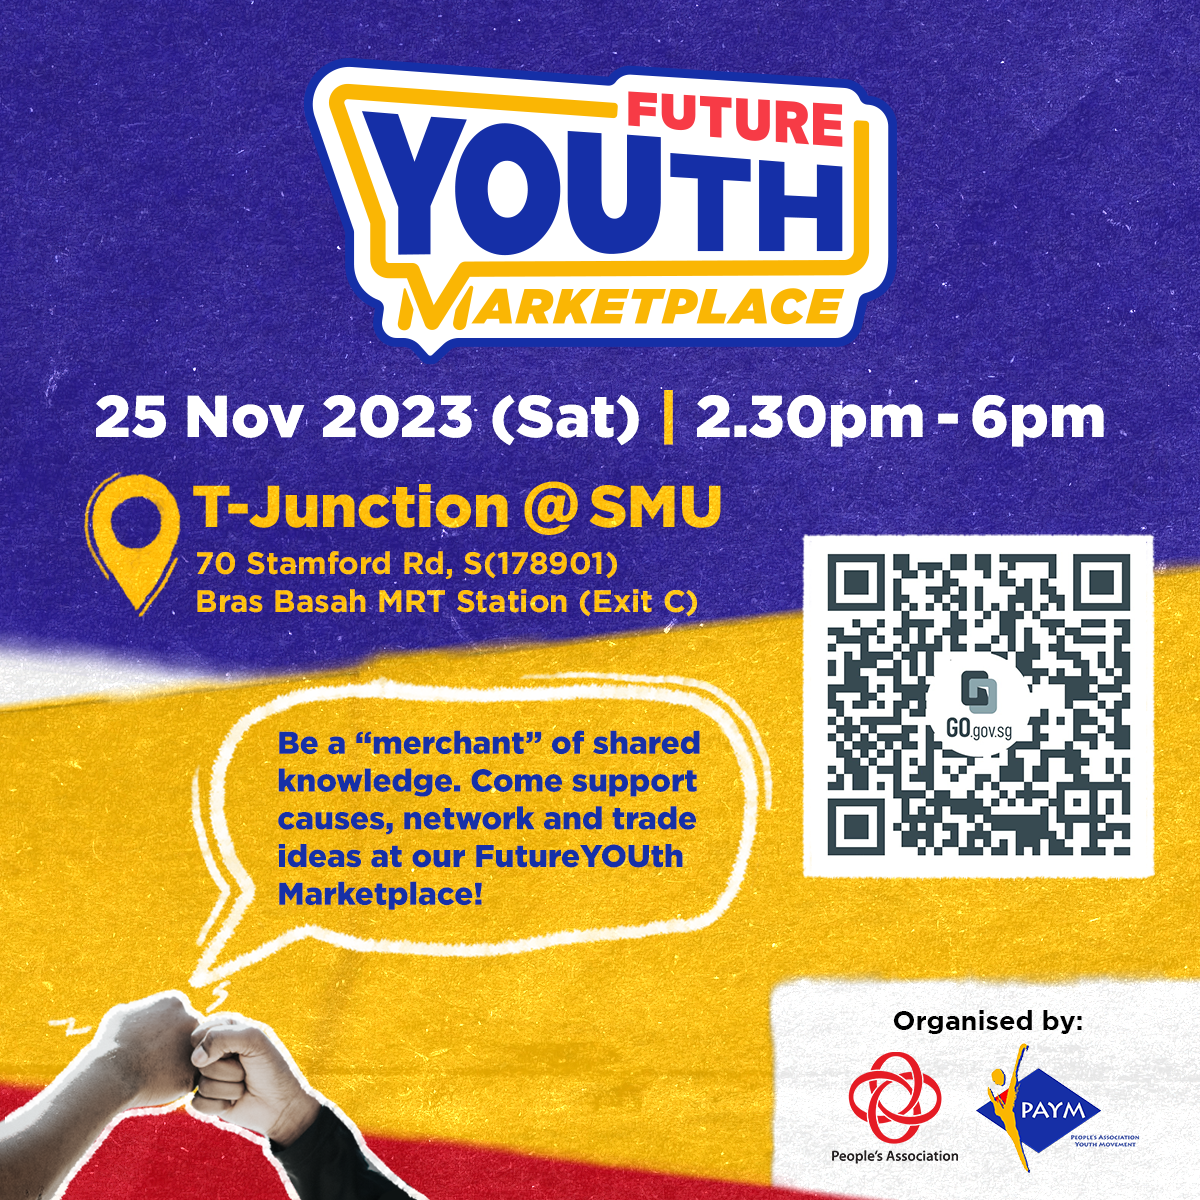 FUTURE
YOUTH
MARKETPLACE
25 Nov 2023 (Sat) | 2.30pm - 6pm
T-Junction @ SMU
70 Stamford Rd, S(178901)
Bras Basah MRT Station (Exit C)
GO.gov.sg
Be a “merchant” of shared
knowledge. Come support
causes, network and trade
ideas at our FutureYOUth
Marketplace!
Organised by:
People's Association
PAYM
PEOPLE'S ASSOCIATION
YOUTH MOVEMENT